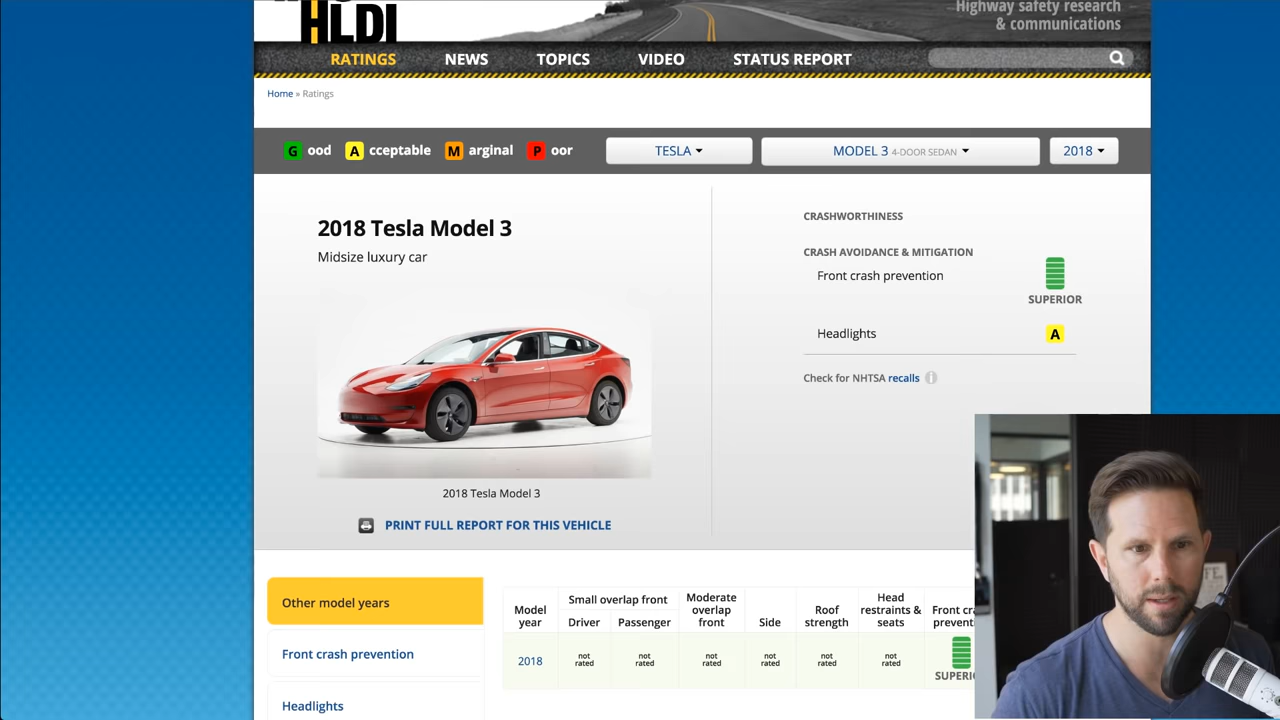 HLDI
Highway safety research
& communications
RATINGS NEWS TOPICS VIDEO STATUS REPORT
Home » Ratings
G ood A cceptable M arginal P oor TESLA MODEL 3 4-DOOR SEDAN 2018
2018 Tesla Model 3
Midsize luxury car
CRASHWORTHINESS
CRASH AVOIDANCE & MITIGATION
Front crash prevention
SUPERIOR
Headlights A
Check for NHTSA recalls i
2018 Tesla Model 3
PRINT FULL REPORT FOR THIS VEHICLE
Other model years
Front crash prevention
Headlights
Model year
Small overlap front
Driver Passenger
Moderate overlap front
Side
Roof strength
Head restraints & seats
Front cra
preventi
2018 not rated not rated not rated not rated not rated not rated
SUPERIO